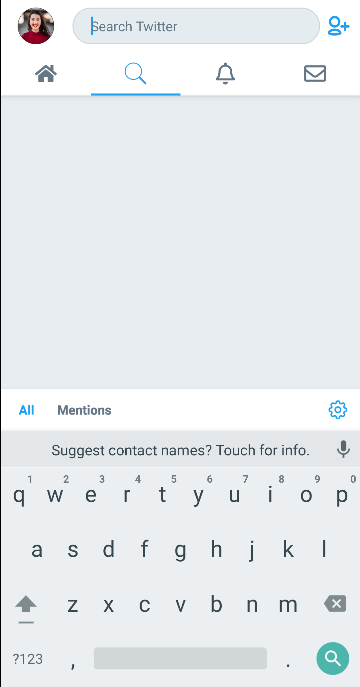 Search Twitter
All Mentions
Suggest contact names? Touch for info.
1 2 3 4 5 6 7 8 9 0
q w e r t y u i o p
a s d f g h j k l
z x c v b n m
?123 , .